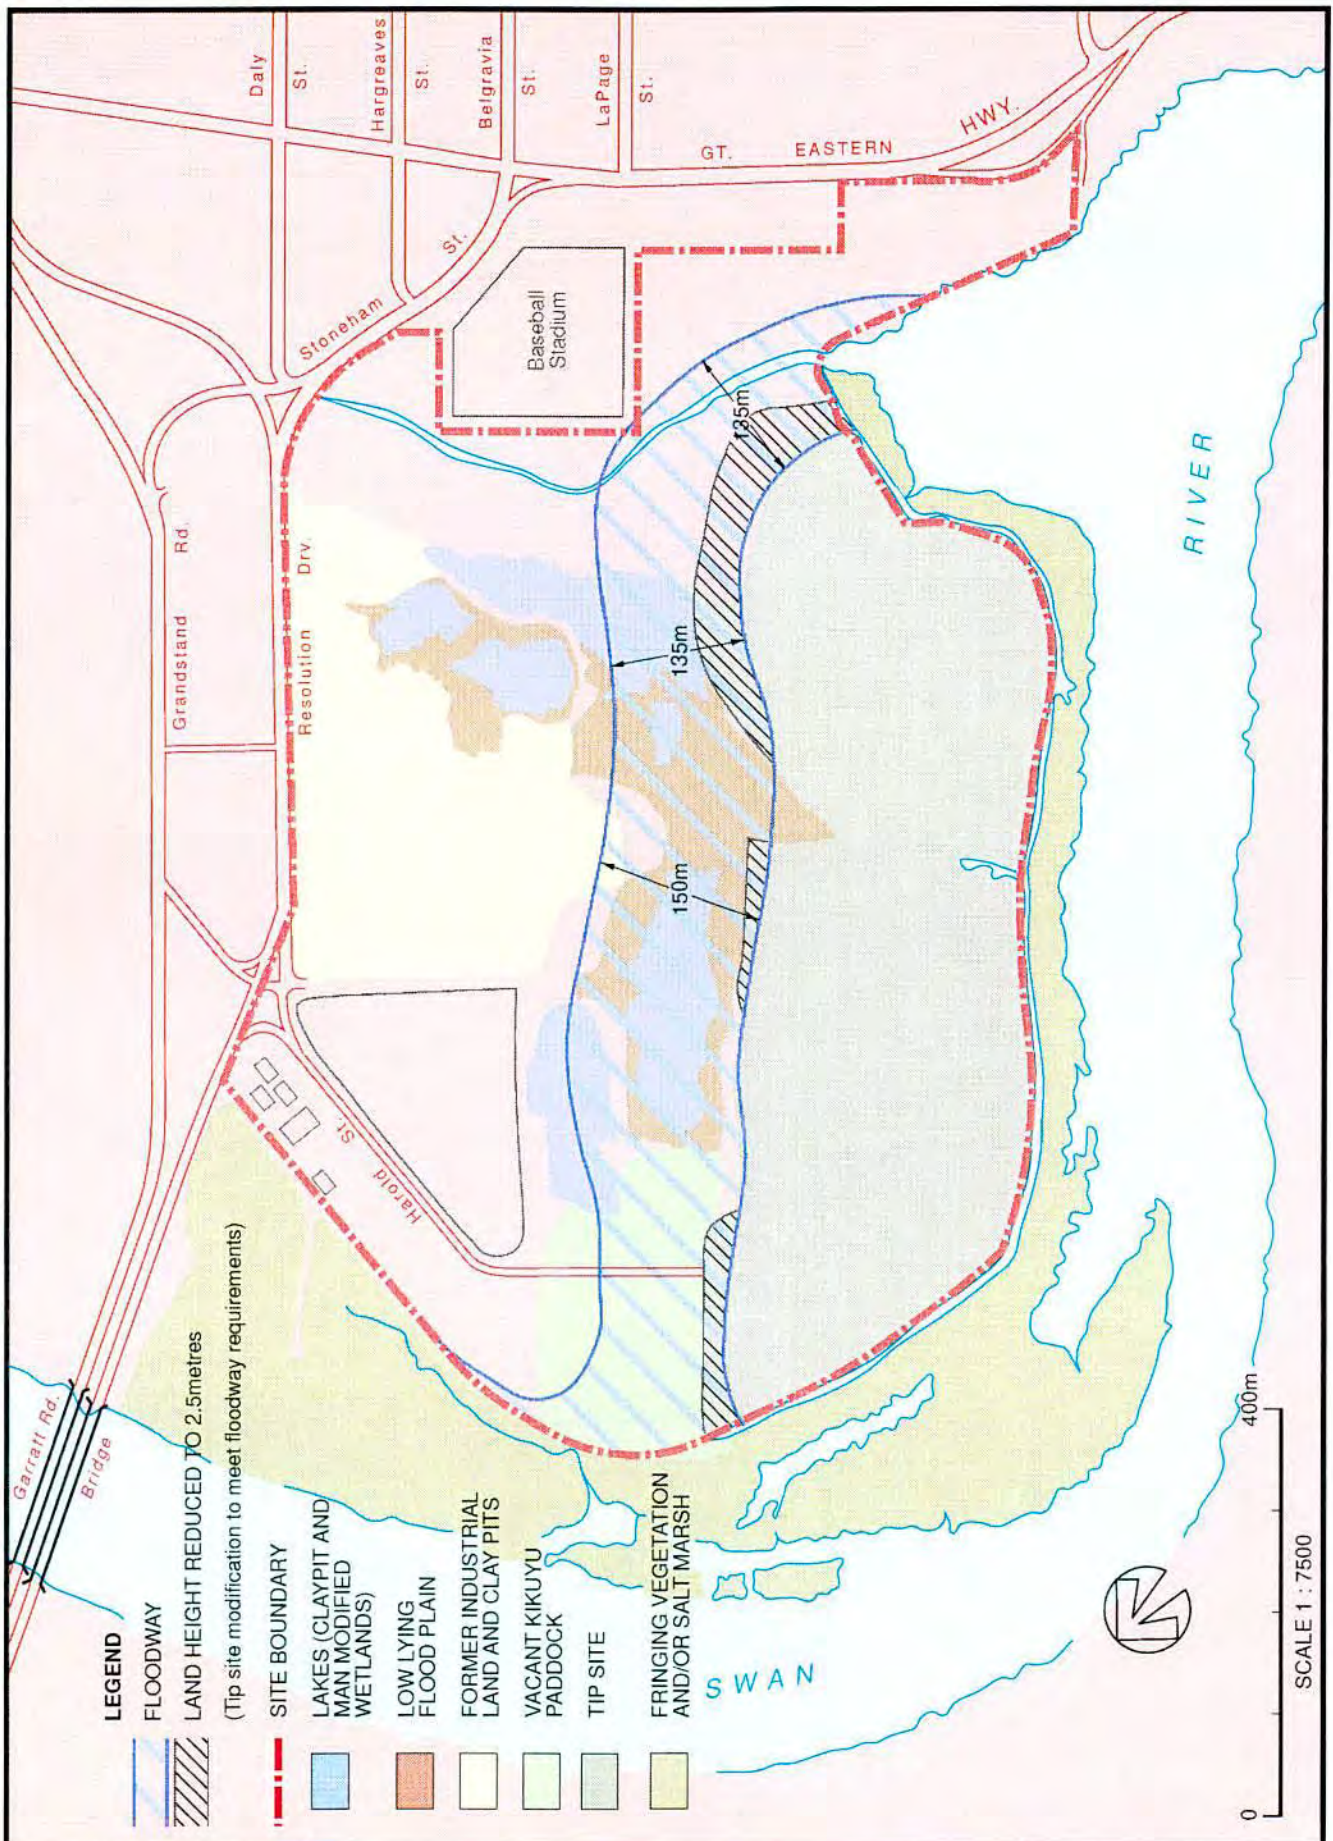 Daly
St.
Hargreaves
St.
Belgravia
St.
LaPage
St.
GT. EASTERN HWY.
Stoneham St.
Baseball
Stadium
Grandstand Rd.
Resolution Drv.
Harold St.
Garratt Rd.
Bridge
135m
135m
150m
SWAN
RIVER
LEGEND
FLOODWAY
LAND HEIGHT REDUCED TO 2.5metres
(Tip site modification to meet floodway requirements)
SITE BOUNDARY
LAKES (CLAYPIT AND
MAN MODIFIED
WETLANDS)
LOW LYING
FLOOD PLAIN
FORMER INDUSTRIAL
LAND AND CLAY PITS
VACANT KIKUYU
PADDOCK
TIP SITE
FRINGING VEGETATION
AND/OR SALT MARSH
0
400m
SCALE 1 : 7500